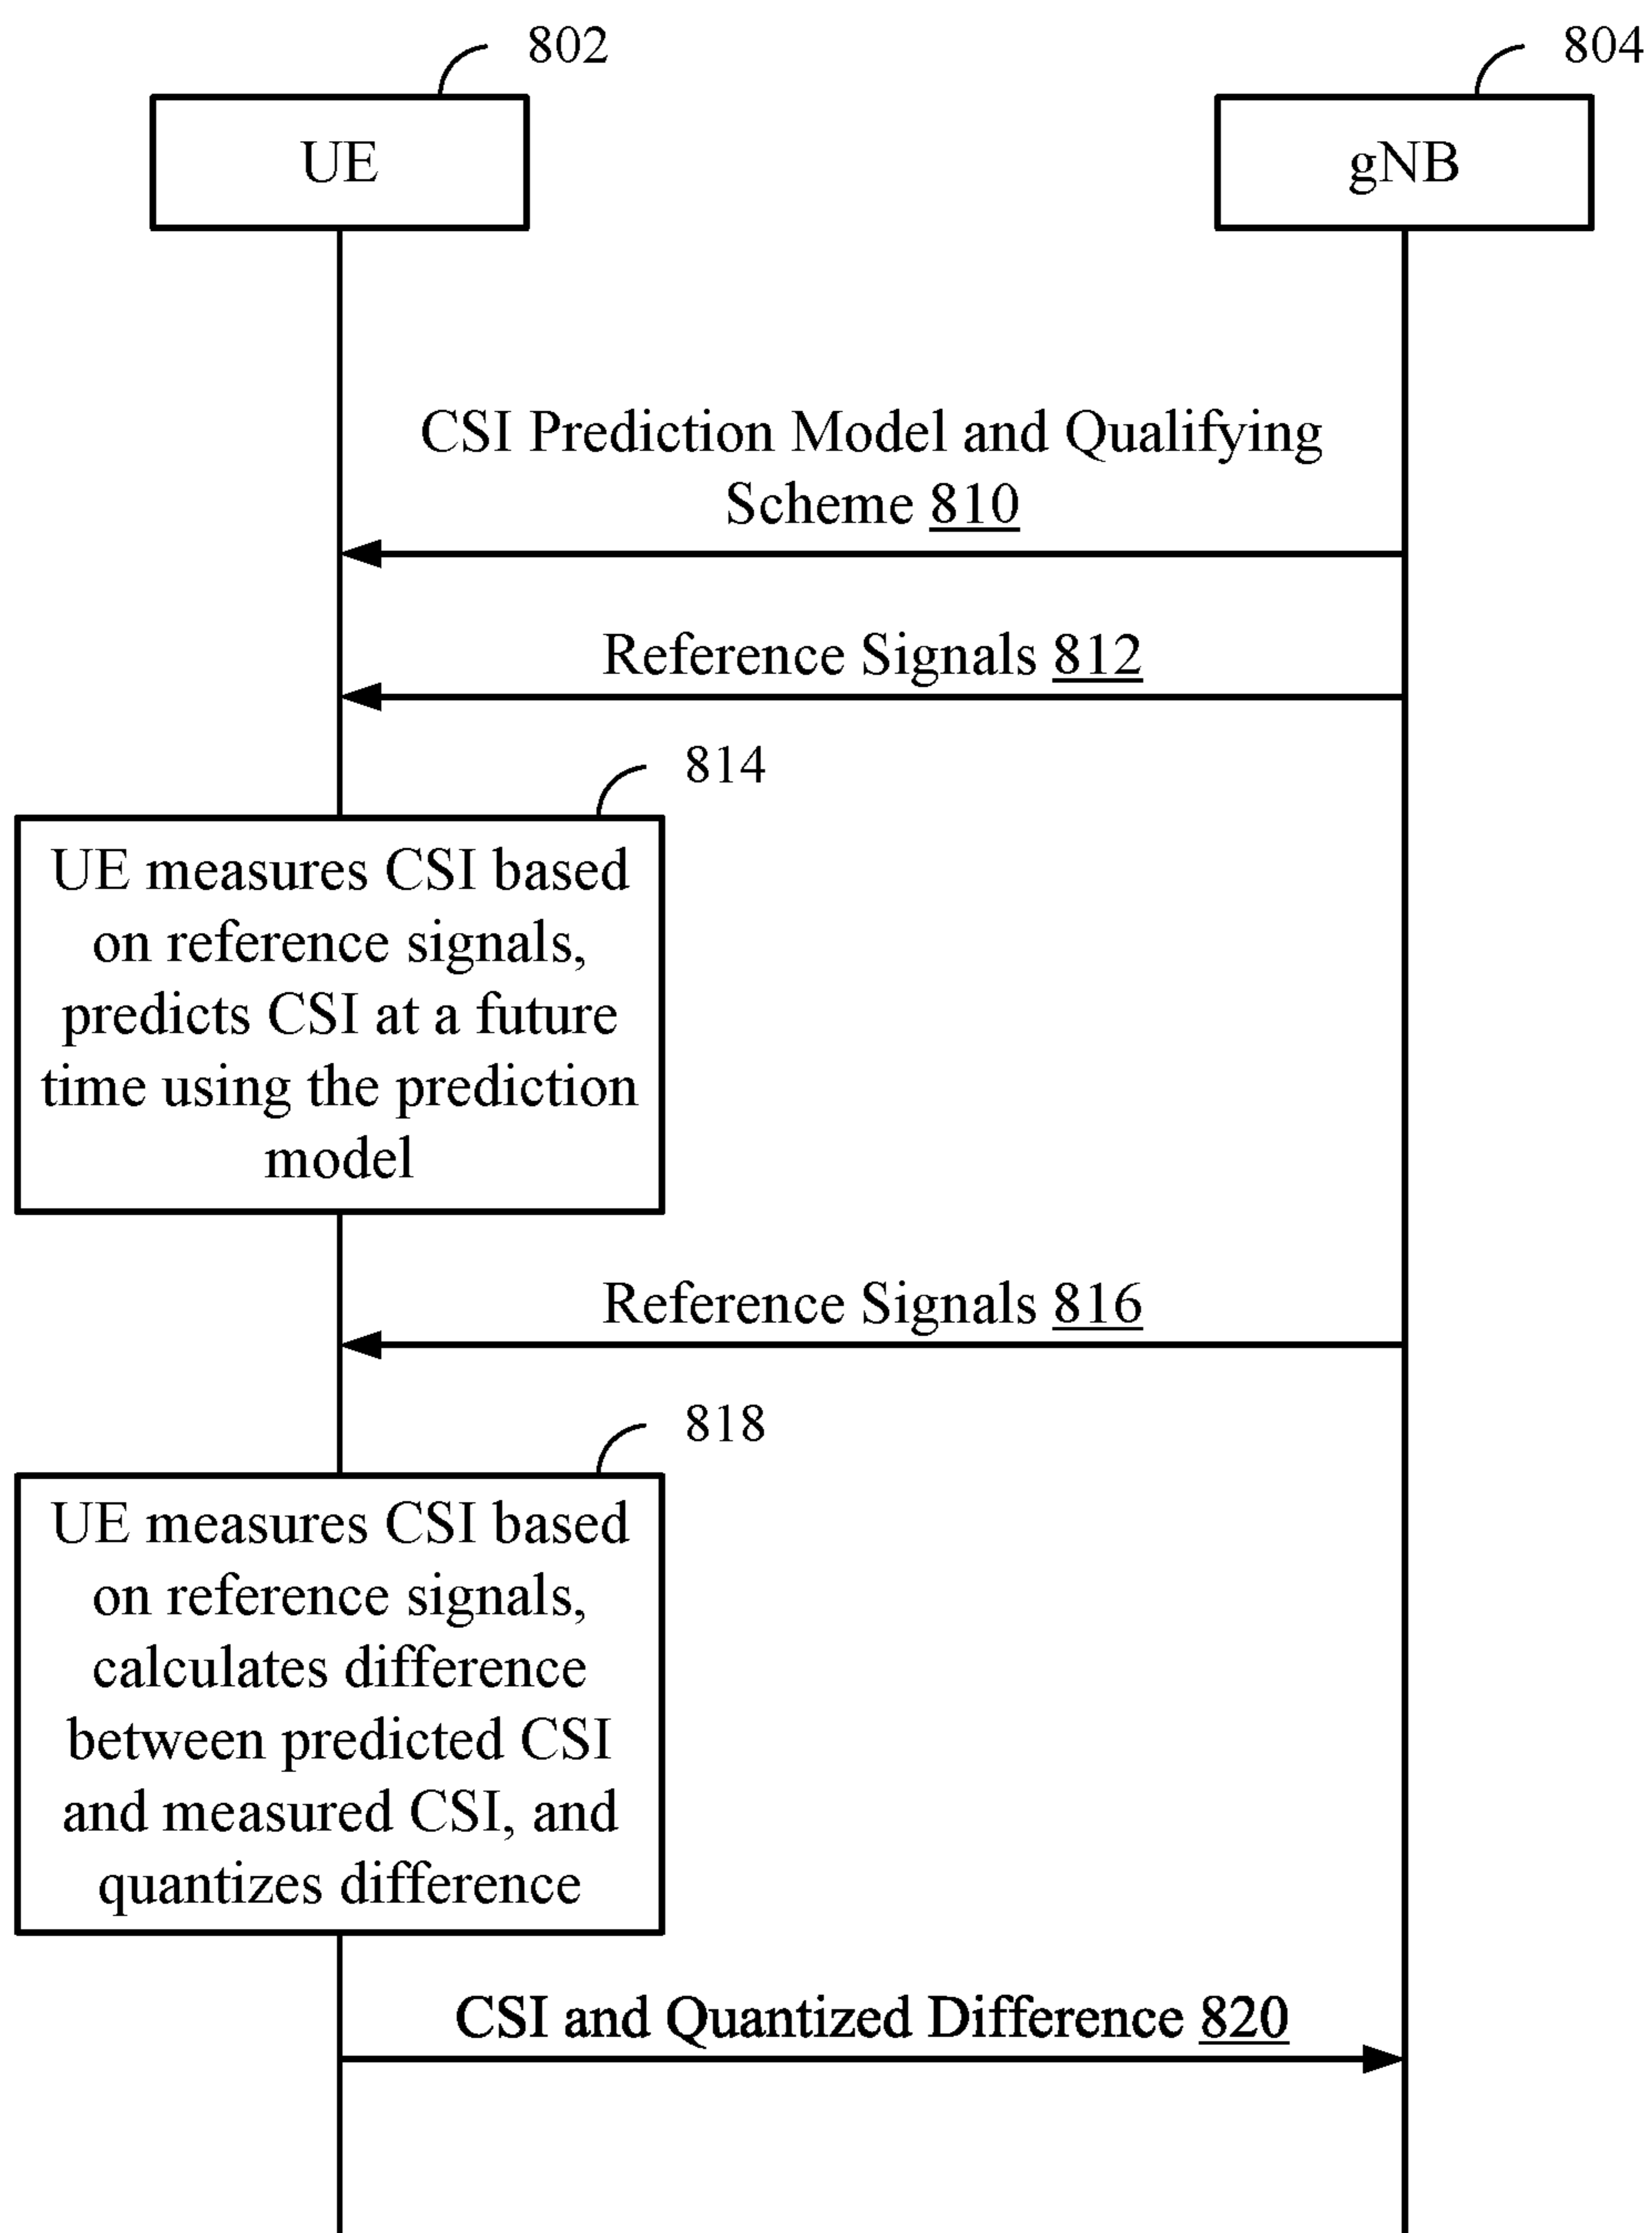 802
804
UE
gNB
CSI Prediction Model and Qualifying
Scheme 810
Reference Signals 812
814
UE measures CSI based
on reference signals,
predicts CSI at a future
time using the prediction
model
Reference Signals 816
818
UE measures CSI based
on reference signals,
calculates difference
between predicted CSI
and measured CSI, and
quantizes difference
CSI and Quantized Difference 820